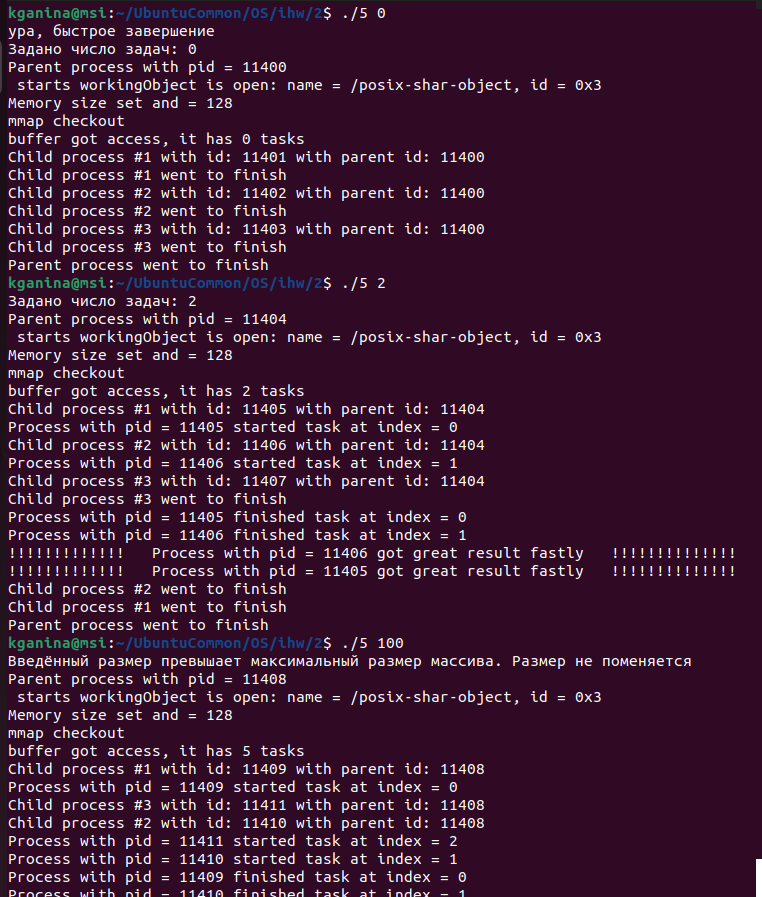 kganina@msi:~/UbuntuCommon/OS/ihw/2$ ./5 0
ура, быстрое завершение
Задано число задач: 0
Parent process with pid = 11400
 starts workingObject is open: name = /posix-shar-object, id = 0x3
Memory size set and = 128
mmap checkout
buffer got access, it has 0 tasks
Child process #1 with id: 11401 with parent id: 11400
Child process #1 went to finish
Child process #2 with id: 11402 with parent id: 11400
Child process #2 went to finish
Child process #3 with id: 11403 with parent id: 11400
Child process #3 went to finish
Parent process went to finish
kganina@msi:~/UbuntuCommon/OS/ihw/2$ ./5 2
Задано число задач: 2
Parent process with pid = 11404
 starts workingObject is open: name = /posix-shar-object, id = 0x3
Memory size set and = 128
mmap checkout
buffer got access, it has 2 tasks
Child process #1 with id: 11405 with parent id: 11404
Process with pid = 11405 started task at index = 0
Child process #2 with id: 11406 with parent id: 11404
Process with pid = 11406 started task at index = 1
Child process #3 with id: 11407 with parent id: 11404
Child process #3 went to finish
Process with pid = 11405 finished task at index = 0
Process with pid = 11406 finished task at index = 1
!!!!!!!!!!!!!   Process with pid = 11406 got great result fastly   !!!!!!!!!!!!!!
!!!!!!!!!!!!!   Process with pid = 11405 got great result fastly   !!!!!!!!!!!!!!
Child process #2 went to finish
Child process #1 went to finish
Parent process went to finish
kganina@msi:~/UbuntuCommon/OS/ihw/2$ ./5 100
Введённый размер превышает максимальный размер массива. Размер не поменяется
Parent process with pid = 11408
 starts workingObject is open: name = /posix-shar-object, id = 0x3
Memory size set and = 128
mmap checkout
buffer got access, it has 5 tasks
Child process #1 with id: 11409 with parent id: 11408
Process with pid = 11409 started task at index = 0
Child process #3 with id: 11411 with parent id: 11408
Child process #2 with id: 11410 with parent id: 11408
Process with pid = 11411 started task at index = 2
Process with pid = 11410 started task at index = 1
Process with pid = 11409 finished task at index = 0
Process with pid = 11410 finished task at index = 1